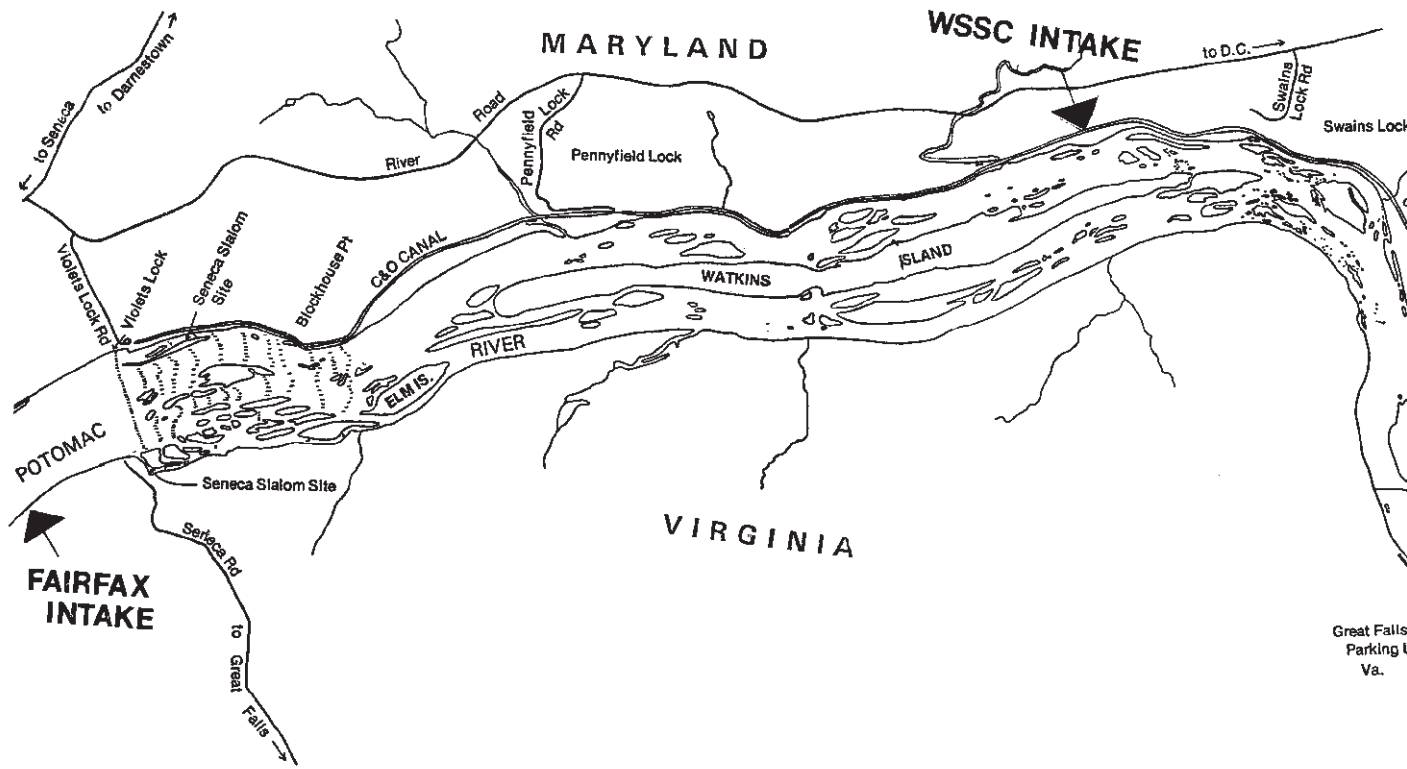 MARYLAND
WSSC INTAKE
to D.C.
Swains
Lock Rd
Swains Lock
to Seneca
to Darnestown
River
Road
Pennyfield
Lock
Rd
Pennyfield Lock
Violets Lock Rd
Violets Lock
Seneca Slalom
Site
Blockhouse Pt
C&O CANAL
WATKINS
ISLAND
RIVER
ELM IS.
POTOMAC
Seneca Slalom Site
VIRGINIA
FAIRFAX
INTAKE
Seneca Rd
to
Great
Falls
Great Falls
Parking
Va.